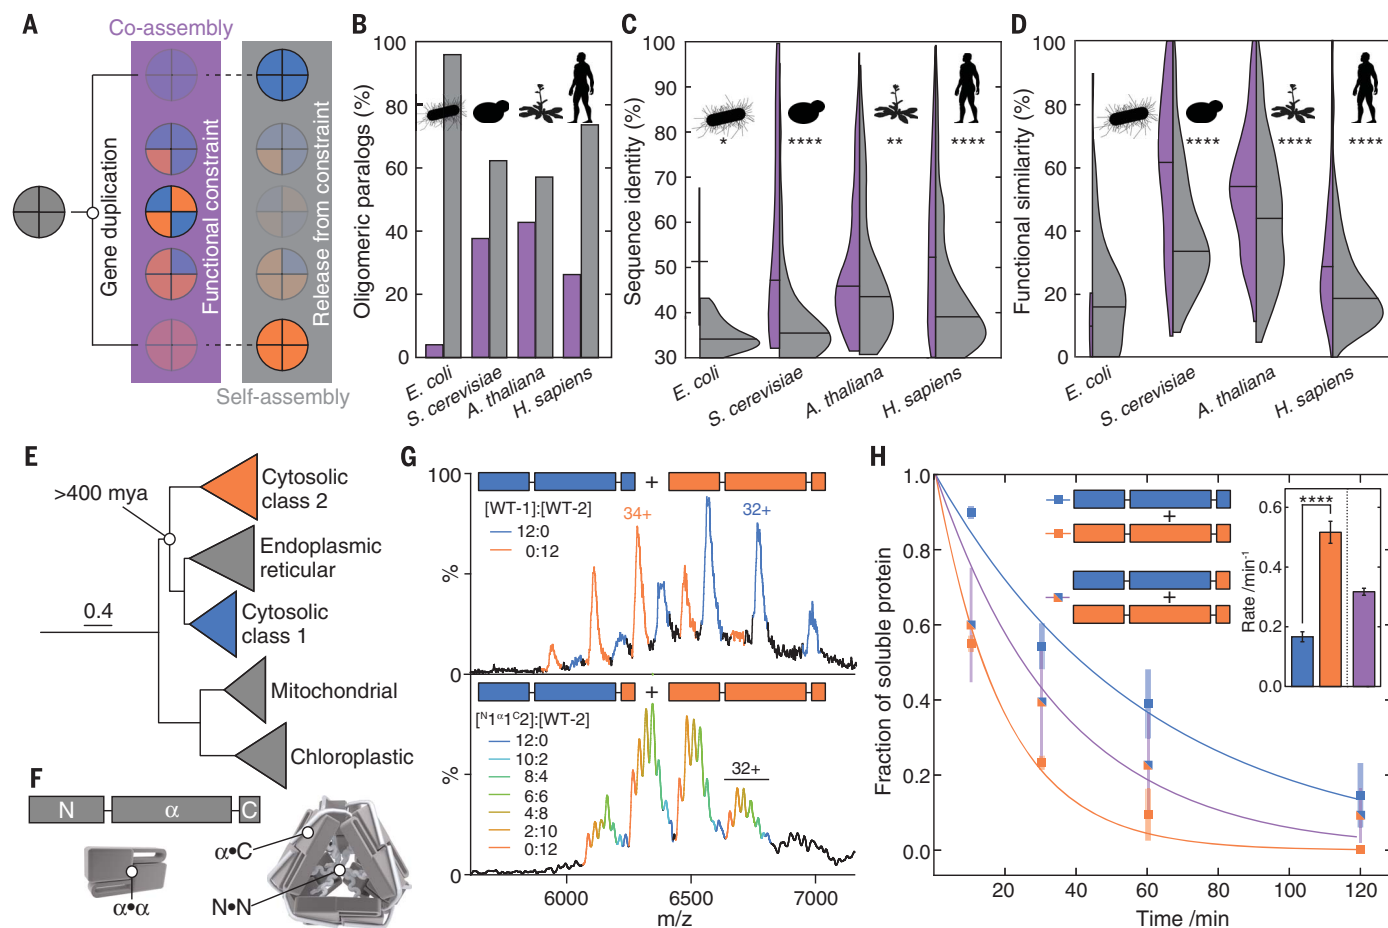 A
Co-assembly
Gene duplication
Functional constraint
Release from constraint
Self-assembly
B
Oligomeric paralogs (%)
100
80
60
40
20
0
E. coli
S. cerevisiae
A. thaliana
H. sapiens
C
Sequence identity (%)
100
90
80
70
60
50
40
30
*
****
**
****
E. coli
S. cerevisiae
A. thaliana
H. sapiens
D
Functional similarity (%)
100
80
60
40
20
0
****
****
****
E. coli
S. cerevisiae
A. thaliana
H. sapiens
E
>400 mya
0.4
Cytosolic
class 2
Endoplasmic
reticular
Cytosolic
class 1
Mitochondrial
Chloroplastic
F
N
α
C
α•α
α•C
N•N
G
100
%
0
+
[WT-1]:[WT-2]
12:0
0:12
34+
32+
%
0
+
[ᴺ1ᵅ1ᶜ2]:[WT-2]
12:0
10:2
8:4
6:6
4:8
2:10
0:12
32+
6000
6500
7000
m/z
H
Fraction of soluble protein
1.0
0.8
0.6
0.4
0.2
0.0
20
40
60
80
100
120
Time /min
+
+
Rate /min⁻¹
0.6
0.4
0.2
0.0
****